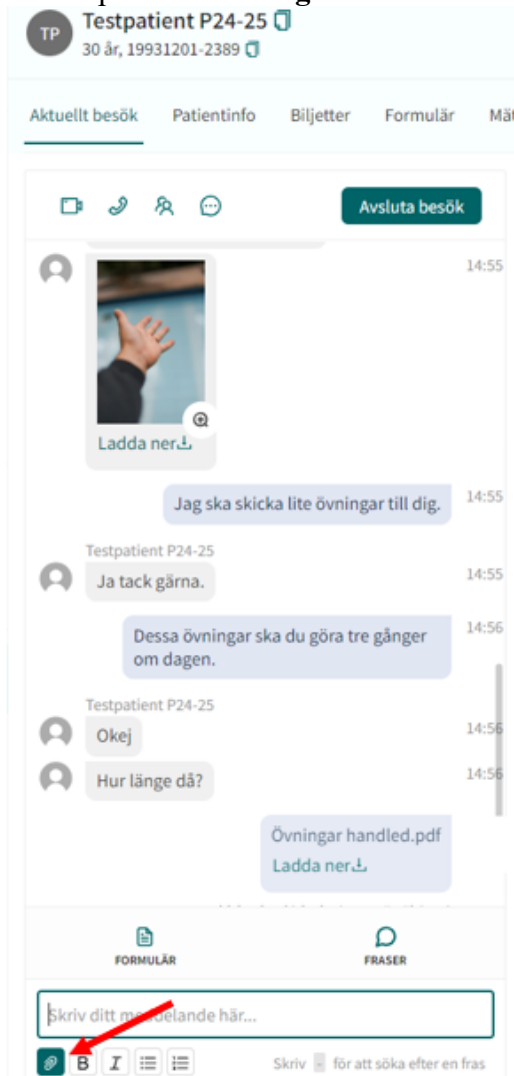 TP
Testpatient P24-25
30 år, 19931201-2389
Aktuellt besök Patientinfo Biljetter Formulär Mät
Avsluta besök
14:55
Ladda ner
Jag ska skicka lite övningar till dig. 14:55
Testpatient P24-25
Ja tack gärna. 14:55
Dessa övningar ska du göra tre gånger 14:56
om dagen.
Testpatient P24-25
Okej 14:56
Hur länge då? 14:56
Övningar handled.pdf
Ladda ner
FORMULÄR FRASER
Skriv ditt meddelande här...
B I Skriv - för att söka efter en fras